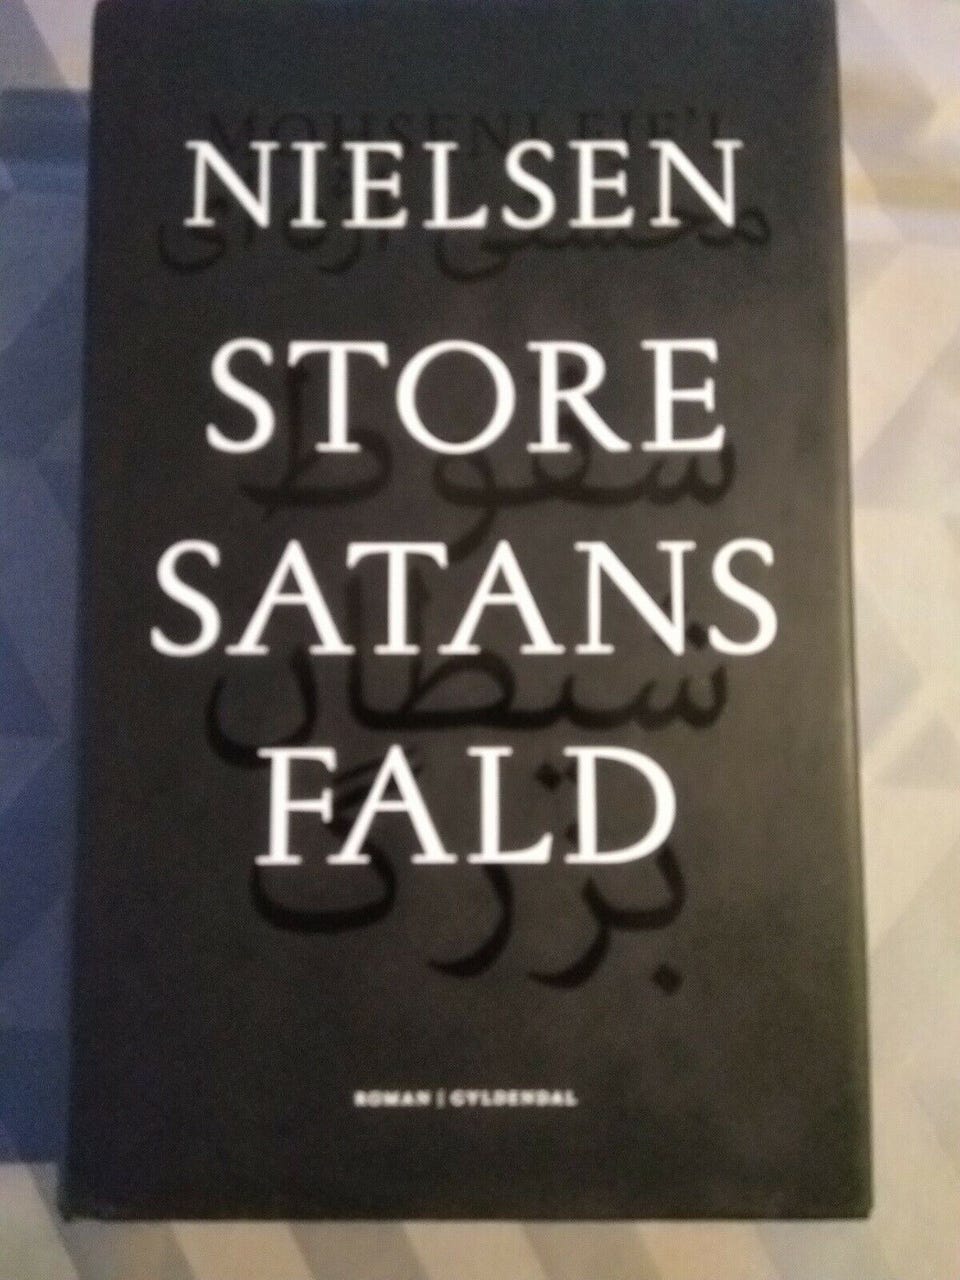 NIELSEN
STORE
سقوط
SATANS
شیطان
FALD
بزرگ
ROMAN | GYLDENDAL